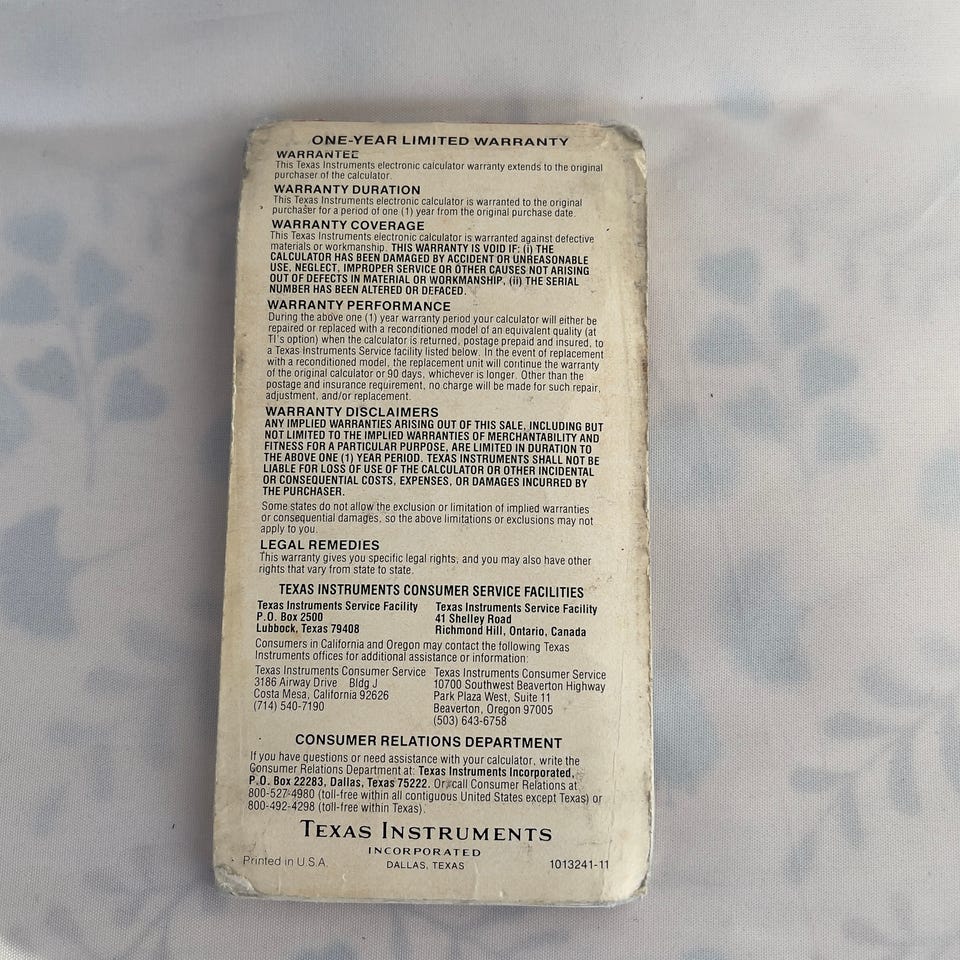 ONE-YEAR LIMITED WARRANTY
WARRANTEE
This Texas Instruments electronic calculator warranty extends to the original
purchaser of the calculator.
WARRANTY DURATION
This Texas Instruments electronic calculator is warranted to the original
purchaser for a period of one (1) year from the original purchase date.
WARRANTY COVERAGE
This Texas Instruments electronic calculator is warranted against defective
materials or workmanship. THIS WARRANTY IS VOID IF: (i) THE
CALCULATOR HAS BEEN DAMAGED BY ACCIDENT OR UNREASONABLE
USE, NEGLECT, IMPROPER SERVICE OR OTHER CAUSES NOT ARISING
OUT OF DEFECTS IN MATERIAL OR WORKMANSHIP, (ii) THE SERIAL
NUMBER HAS BEEN ALTERED OR DEFACED.
WARRANTY PERFORMANCE
During the above one (1) year warranty period your calculator will either be
repaired or replaced with a reconditioned model of an equivalent quality (at
TI's option) when the calculator is returned, postage prepaid and insured, to
a Texas Instruments Service facility listed below. In the event of replacement
with a reconditioned model, the replacement unit will continue the warranty
of the original calculator or 90 days, whichever is longer. Other than the
postage and insurance requirement, no charge will be made for such repair,
adjustment, and/or replacement.
WARRANTY DISCLAIMERS
ANY IMPLIED WARRANTIES ARISING OUT OF THIS SALE, INCLUDING BUT
NOT LIMITED TO THE IMPLIED WARRANTIES OF MERCHANTABILITY AND
FITNESS FOR A PARTICULAR PURPOSE, ARE LIMITED IN DURATION TO
THE ABOVE ONE (1) YEAR PERIOD. TEXAS INSTRUMENTS SHALL NOT BE
LIABLE FOR LOSS OF USE OF THE CALCULATOR OR OTHER INCIDENTAL
OR CONSEQUENTIAL COSTS, EXPENSES, OR DAMAGES INCURRED BY
THE PURCHASER.
Some states do not allow the exclusion or limitation of implied warranties
or consequential damages, so the above limitations or exclusions may not
apply to you.
LEGAL REMEDIES
This warranty gives you specific legal rights, and you may also have other
rights that vary from state to state.
TEXAS INSTRUMENTS CONSUMER SERVICE FACILITIES
Texas Instruments Service Facility
P.O. Box 2500
Lubbock, Texas 79408
Texas Instruments Service Facility
41 Shelley Road
Richmond Hill, Ontario, Canada
Consumers in California and Oregon may contact the following Texas
Instruments offices for additional assistance or information:
Texas Instruments Consumer Service
3186 Airway Drive Bldg J
Costa Mesa, California 92626
(714) 540-7190
Texas Instruments Consumer Service
10700 Southwest Beaverton Highway
Park Plaza West, Suite 11
Beaverton, Oregon 97005
(503) 643-6758
CONSUMER RELATIONS DEPARTMENT
If you have questions or need assistance with your calculator, write the
Consumer Relations Department at: Texas Instruments Incorporated,
P.O. Box 22283, Dallas, Texas 75222. Or call Consumer Relations at
800-527-4980 (toll-free within all contiguous United States except Texas) or
800-492-4298 (toll-free within Texas).
TEXAS INSTRUMENTS
INCORPORATED
DALLAS, TEXAS
Printed in U.S.A.
1013241-11